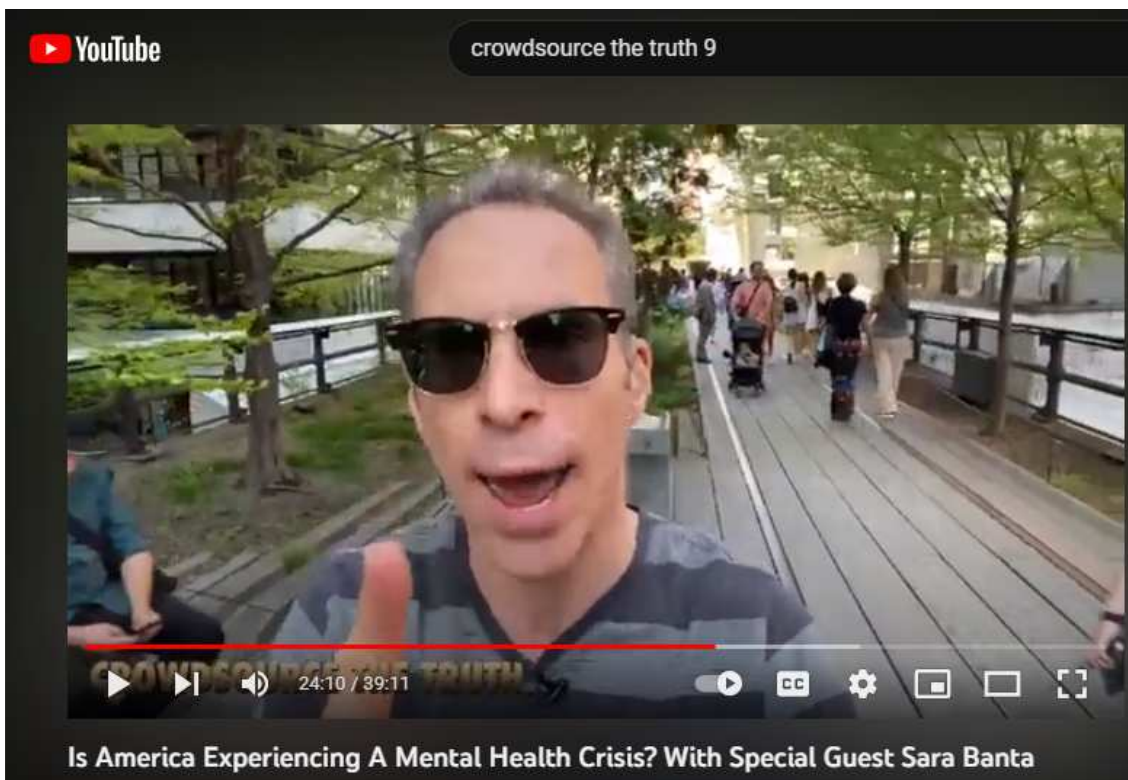 YouTube
crowdsource the truth 9
CROWDSOURCE THE TRUTH
24:10 / 39:11
CC
Is America Experiencing A Mental Health Crisis? With Special Guest Sara Banta